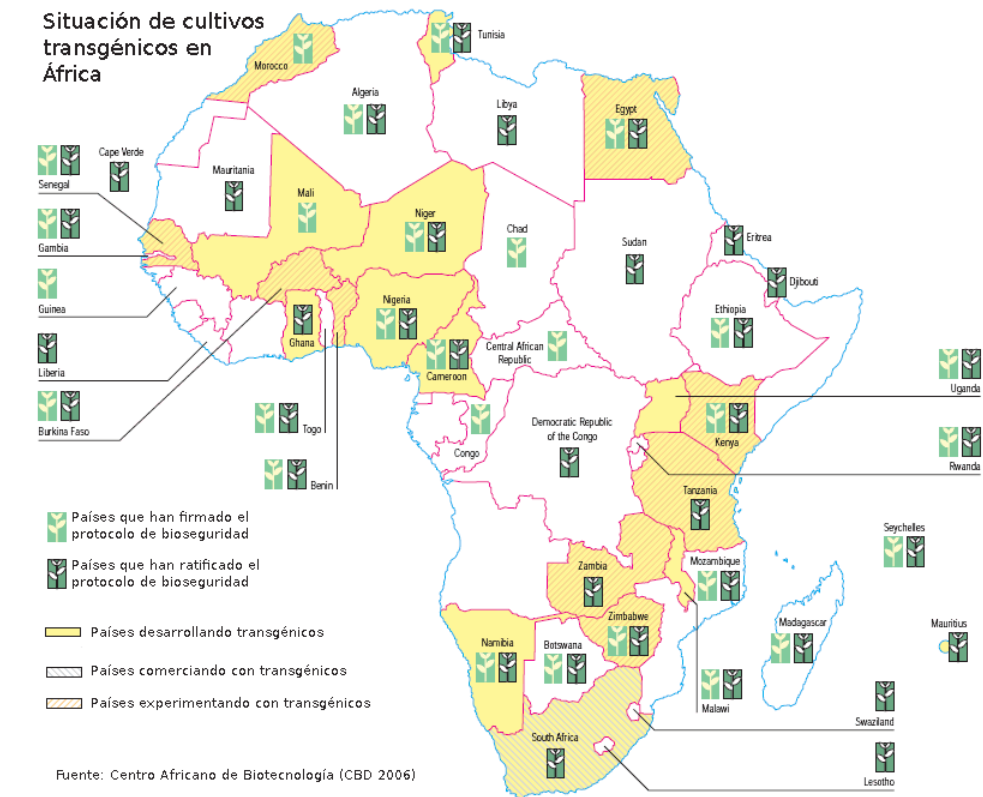 Situación de cultivos
transgénicos en
África
Tunisia
Morocco
Algeria
Libya
Egypt
Cape Verde
Senegal
Mauritania
Mali
Niger
Chad
Sudan
Eritrea
Djibouti
Gambia
Guinea
Nigeria
Ethiopia
Ghana
Liberia
Central African
Republic
Cameroon
Uganda
Burkina Faso
Togo
Democratic Republic
of the Congo
Kenya
Congo
Rwanda
Benin
Tanzania
Países que han firmado el
protocolo de bioseguridad
Seychelles
Países que han ratificado el
protocolo de bioseguridad
Mozambique
Zambia
Zimbabwe
Madagascar
Mauritius
Países desarrollando transgénicos
Namibia
Botswana
Países comerciando con transgénicos
Malawi
Países experimentando con transgénicos
Swaziland
South Africa
Lesotho
Fuente: Centro Africano de Biotecnología (CBD 2006)